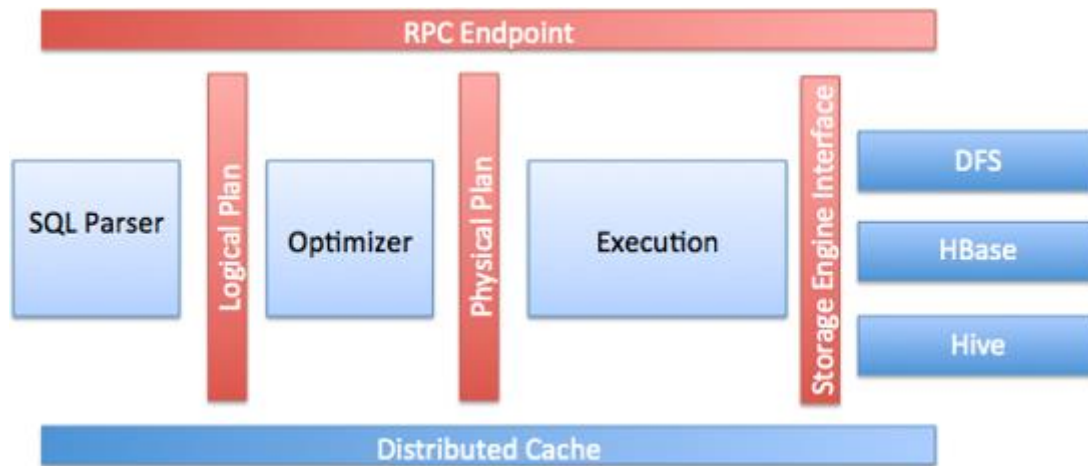 RPC Endpoint
SQL Parser
Logical Plan
Optimizer
Physical Plan
Execution
Storage Engine Interface
DFS
HBase
Hive
Distributed Cache